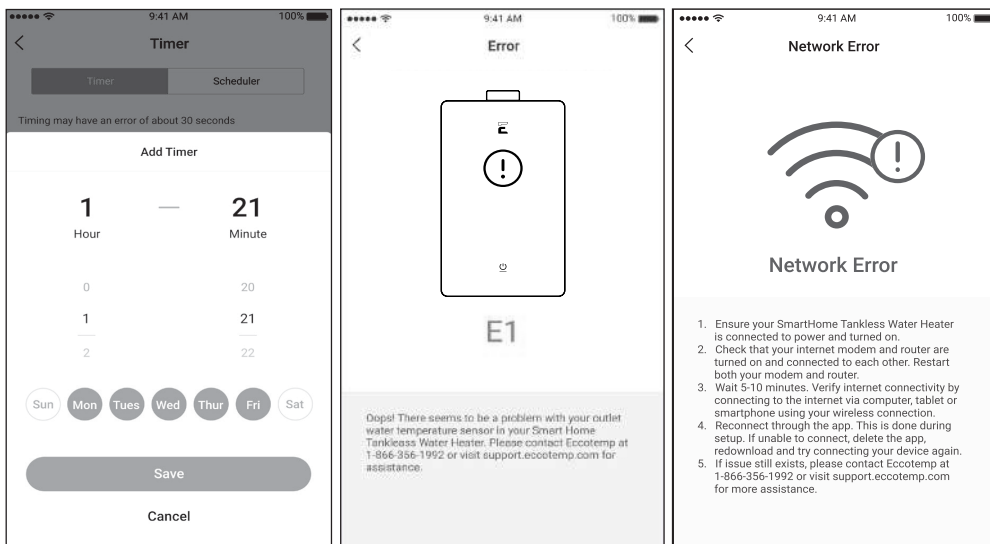 9:41 AM 100%
Timer
Timer Scheduler
Timing may have an error of about 30 seconds
Add Timer
1 — 21
Hour Minute
0 20
1 21
2 22
Sun Mon Tues Wed Thur Fri Sat
Save
Cancel
9:41 AM 100%
Error
E
E1
Oops! There seems to be a problem with your outlet
water temperature sensor in your Smart Home
Tankleass Water Heater. Please contact Eccotemp at
1-866-356-1992 or visit support.eccotemp.com for
assistance.
9:41 AM 100%
Network Error
Network Error
1. Ensure your SmartHome Tankless Water Heater
is connected to power and turned on.
2. Check that your internet modem and router are
turned on and connected to each other. Restart
both your modem and router.
3. Wait 5-10 minutes. Verify internet connectivity by
connecting to the internet via computer, tablet or
smartphone using your wireless connection.
4. Reconnect through the app. This is done during
setup. If unable to connect, delete the app,
redownload and try connecting your device again.
5. If issue still exists, please contact Eccotemp at
1-866-356-1992 or visit support.eccotemp.com
for more assistance.